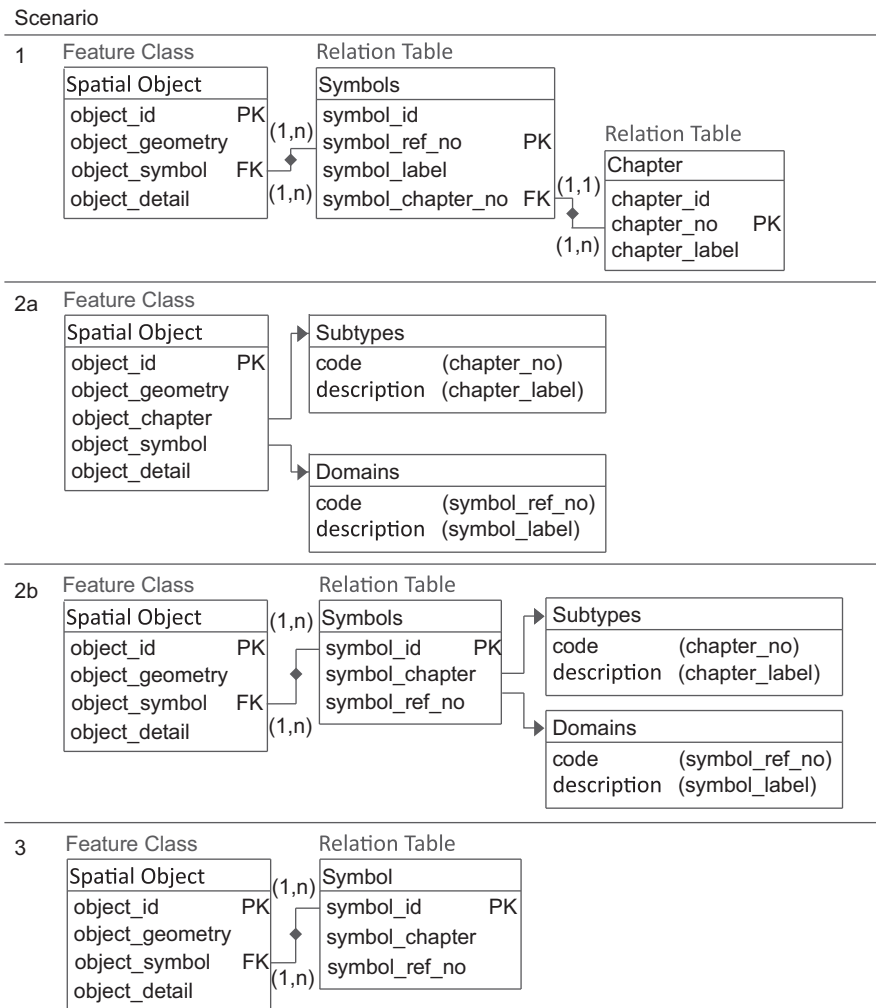 Scenario
1
Feature Class
Spatial Object
object_id PK
object_geometry
object_symbol FK
object_detail
(1,n)
(1,n)
Relation Table
Symbols
symbol_id
symbol_ref_no PK
symbol_label
symbol_chapter_no FK
(1,1)
(1,n)
Relation Table
Chapter
chapter_id
chapter_no PK
chapter_label
2a
Feature Class
Spatial Object
object_id PK
object_geometry
object_chapter
object_symbol
object_detail
Subtypes
code (chapter_no)
description (chapter_label)
Domains
code (symbol_ref_no)
description (symbol_label)
2b
Feature Class
Spatial Object
object_id PK
object_geometry
object_symbol FK
object_detail
(1,n)
(1,n)
Relation Table
Symbols
symbol_id PK
symbol_chapter
symbol_ref_no
Subtypes
code (chapter_no)
description (chapter_label)
Domains
code (symbol_ref_no)
description (symbol_label)
3
Feature Class
Spatial Object
object_id PK
object_geometry
object_symbol FK
object_detail
(1,n)
(1,n)
Relation Table
Symbol
symbol_id PK
symbol_chapter
symbol_ref_no